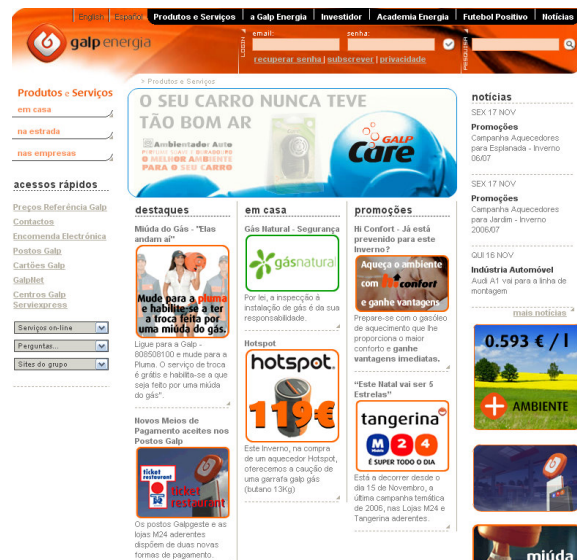 English Español Produtos e Serviços a Galp Energia Investidor Academia Energia Futebol Positivo Notícias
galp energia
LOGIN
email: senha:
recuperar senha | subscrever | privacidade
PESQUISA
Produtos e Serviços
em casa
na estrada
nas empresas
acessos rápidos
Preços Referência Galp
Contactos
Encomenda Electrónica
Postos Galp
Cartões Galp
GalpNet
Centros Galp
Serviexpress
Serviços on-line
Perguntas...
Sites do grupo
> Produtos e Serviços
O SEU CARRO NUNCA TEVE
TÃO BOM AR
Ambientador Auto
O MELHOR AMBIENTE
PARA O SEU CARRO
GALP
Care
destaques
Miúda do Gás - "Elas
andam aí"
Mude para a pluma
e habilite-se a ter
a troca feita por
uma miúda do gás.
Ligue para a Galp -
808508100 e mude para a
Pluma. O serviço de troca
é grátis e habilita-se a que
seja feito por uma miúda
do gás".
Novos Meios de
Pagamento aceites nos
Postos Galp
ticket
restaurant
ticket
restaurant
Os postos Galpgeste e as
lojas M24 aderentes
dispõem de duas novas
formas de pagamento.
em casa
Gás Natural - Segurança
gásnatural
Por lei, a inspecção á
instalação de gás é da sua
responsabilidade.
Hotspot
hotspot.
119€
Este Inverno, na compra
de um aquecedor Hotspot,
oferecemos a caução de
uma garrafa galp gás
(butano 13Kg)
promoções
Hi Confort - Já está
prevenido para este
Inverno?
Aqueça o ambiente
com hiconfort
e ganhe vantagens
Prepare-se com o gasóleo
de aquecimento que lhe
proporciona o maior
conforto e ganhe
vantagens imediatas.
"Este Natal vai ser 5
Estrelas"
tangerina
M 2 4
É SUPER TODO O DIA
Está a decorrer desde o
dia 15 de Novembro, a
última campanha temática
de 2006, nas Lojas M24 e
Tangerina aderentes.
notícias
SEX 17 NOV
Promoções
Campanha Aquecedores
para Esplanada - Inverno
06/07
SEX 17 NOV
Promoções
Campanha Aquecedores
para Jardim - Inverno
2006/07
QUI 16 NOV
Indústria Automóvel
Audi A1 vai para a linha de
montagem
mais notícias
0.593 € / l
+ AMBIENTE
miúda